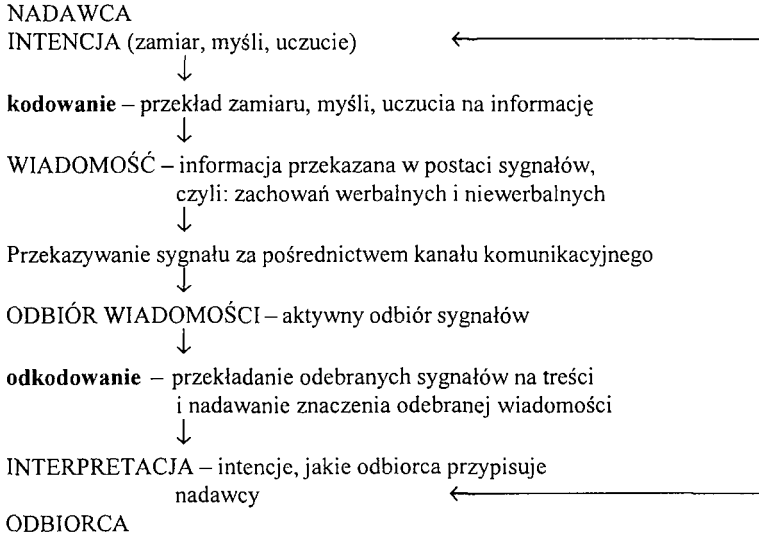 NADAWCA
INTENCJA (zamiar, myśli, uczucie)
kodowanie – przekład zamiaru, myśli, uczucia na informację
WIADOMOŚĆ – informacja przekazana w postaci sygnałów,
czyli: zachowań werbalnych i niewerbalnych
Przekazywanie sygnału za pośrednictwem kanału komunikacyjnego
ODBIÓR WIADOMOŚCI – aktywny odbiór sygnałów
odkodowanie – przekładanie odebranych sygnałów na treści
i nadawanie znaczenia odebranej wiadomości
INTERPRETACJA – intencje, jakie odbiorca przypisuje
nadawcy
ODBIORCA